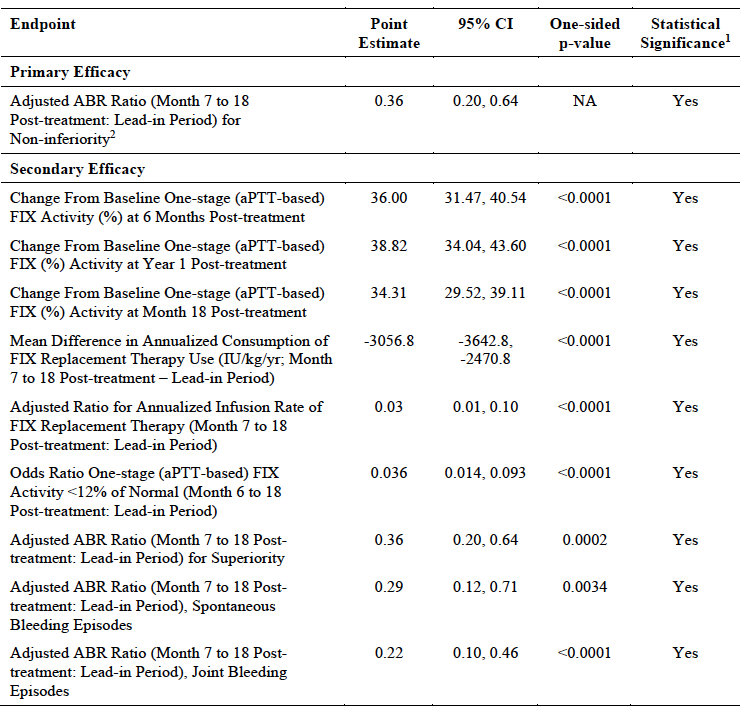 Endpoint Point Estimate 95% CI One-sided p-value Statistical Significance1
Primary Efficacy
Adjusted ABR Ratio (Month 7 to 18 0.36 0.20, 0.64 NA Yes
Post-treatment: Lead-in Period) for
Non-inferiority2
Secondary Efficacy
Change From Baseline One-stage (aPTT-based) 36.00 31.47, 40.54 <0.0001 Yes
FIX Activity (%) at 6 Months Post-treatment
Change From Baseline One-stage (aPTT-based) 38.82 34.04, 43.60 <0.0001 Yes
FIX (%) Activity at Year 1 Post-treatment
Change From Baseline One-stage (aPTT-based) 34.31 29.52, 39.11 <0.0001 Yes
FIX (%) Activity at Month 18 Post-treatment
Mean Difference in Annualized Consumption of -3056.8 -3642.8, <0.0001 Yes
FIX Replacement Therapy Use (IU/kg/yr; Month -2470.8
7 to 18 Post-treatment – Lead-in Period)
Adjusted Ratio for Annualized Infusion Rate of 0.03 0.01, 0.10 <0.0001 Yes
FIX Replacement Therapy (Month 7 to 18
Post-treatment: Lead-in Period)
Odds Ratio One-stage (aPTT-based) FIX 0.036 0.014, 0.093 <0.0001 Yes
Activity <12% of Normal (Month 6 to 18
Post-treatment: Lead-in Period)
Adjusted ABR Ratio (Month 7 to 18 Post- 0.36 0.20, 0.64 0.0002 Yes
treatment: Lead-in Period) for Superiority
Adjusted ABR Ratio (Month 7 to 18 Post- 0.29 0.12, 0.71 0.0034 Yes
treatment: Lead-in Period), Spontaneous
Bleeding Episodes
Adjusted ABR Ratio (Month 7 to 18 Post- 0.22 0.10, 0.46 <0.0001 Yes
treatment: Lead-in Period), Joint Bleeding
Episodes